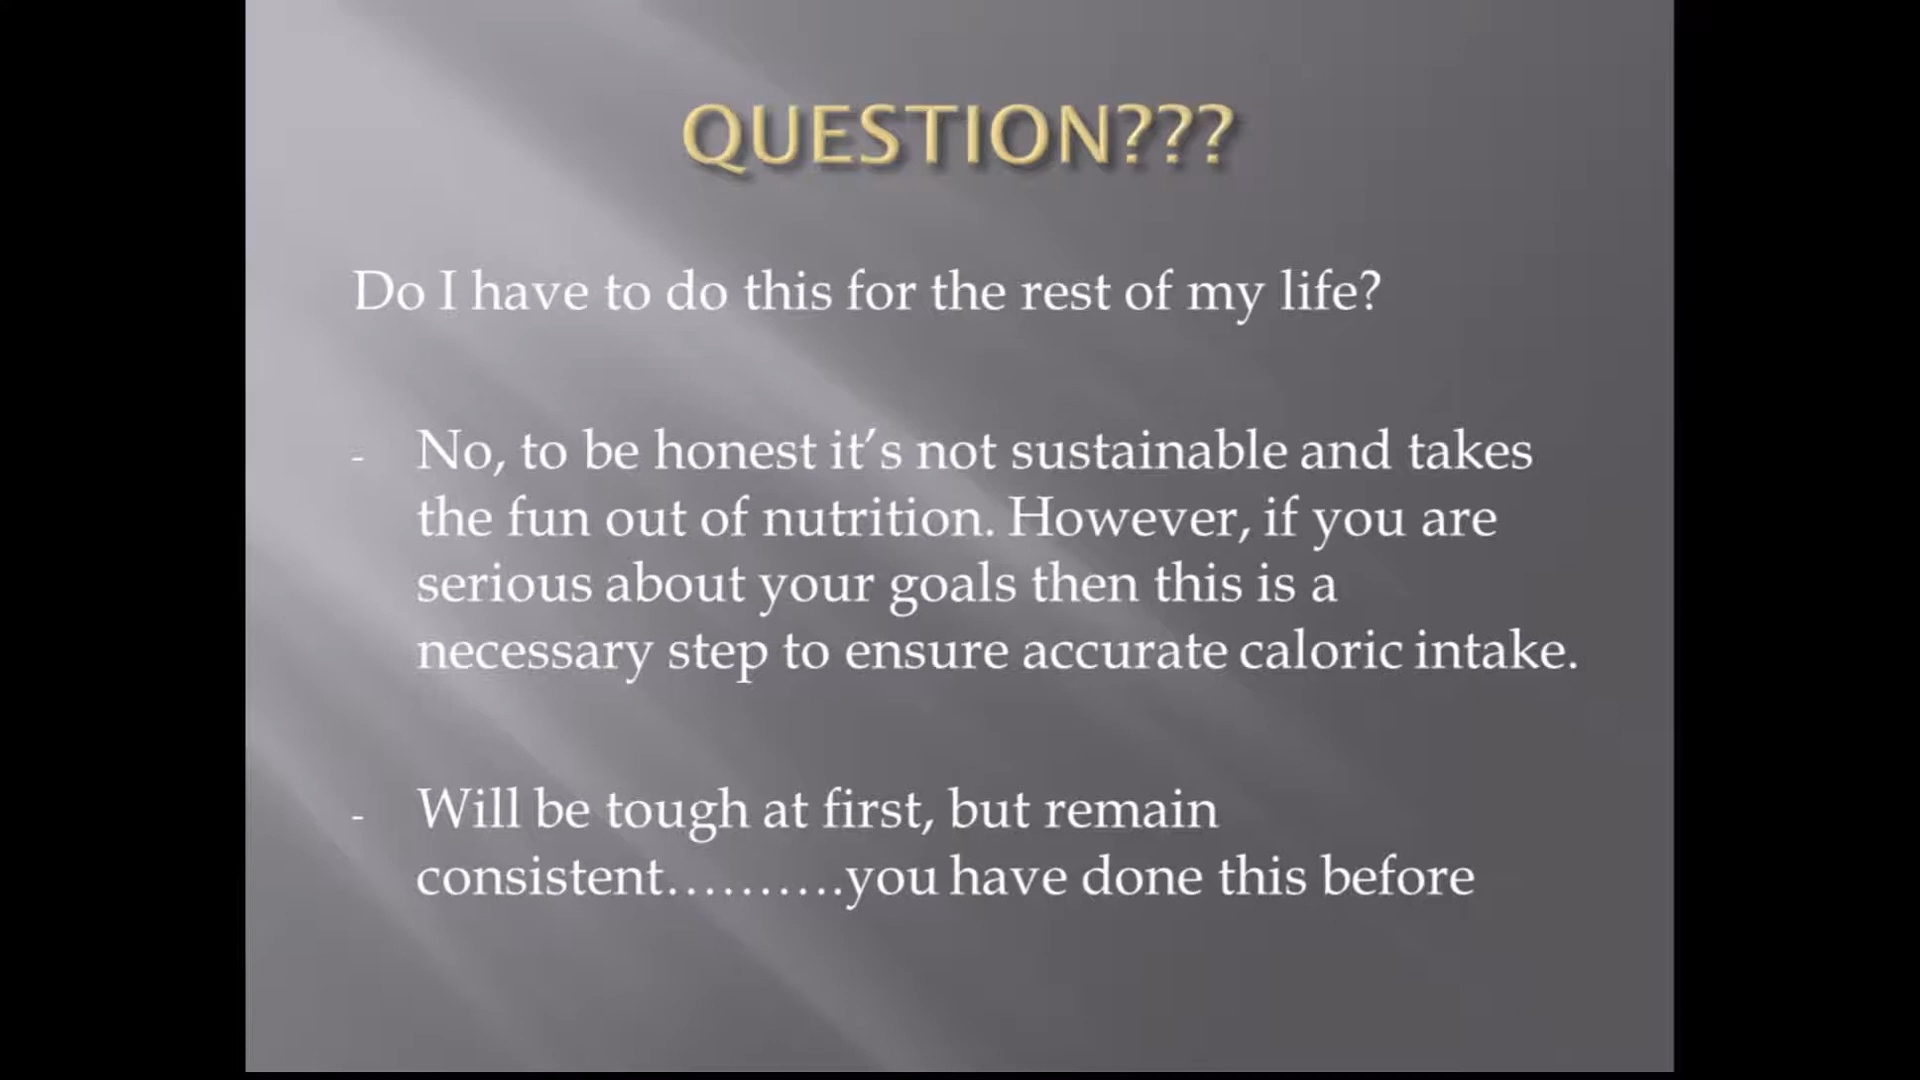 QUESTION???
Do I have to do this for the rest of my life?
- No, to be honest it’s not sustainable and takes
the fun out of nutrition. However, if you are
serious about your goals then this is a
necessary step to ensure accurate caloric intake.
- Will be tough at first, but remain
consistent……….you have done this before